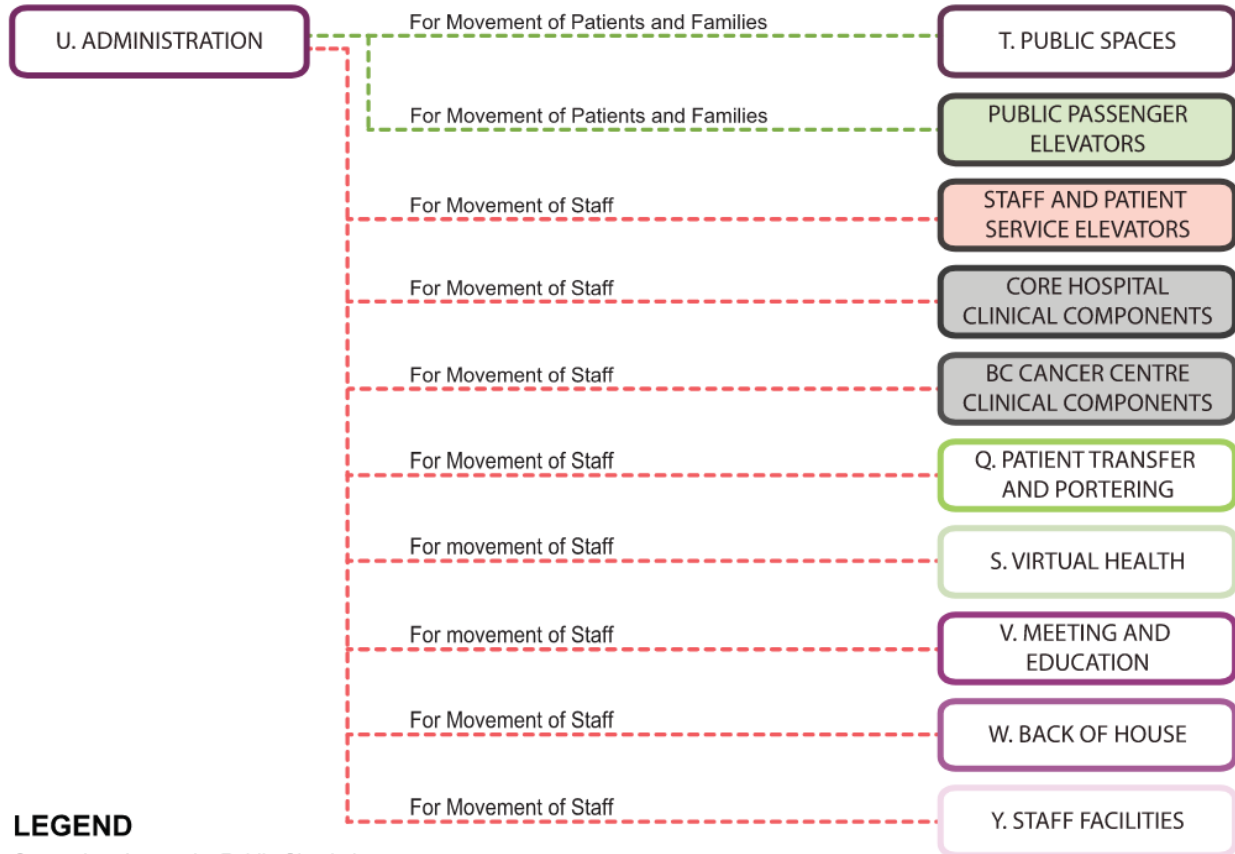 U. ADMINISTRATION
For Movement of Patients and Families
T. PUBLIC SPACES
For Movement of Patients and Families
PUBLIC PASSENGER
ELEVATORS
For Movement of Staff
STAFF AND PATIENT
SERVICE ELEVATORS
For Movement of Staff
CORE HOSPITAL
CLINICAL COMPONENTS
For Movement of Staff
BC CANCER CENTRE
CLINICAL COMPONENTS
For Movement of Staff
Q. PATIENT TRANSFER
AND PORTERING
For movement of Staff
S. VIRTUAL HEALTH
For movement of Staff
V. MEETING AND
EDUCATION
For Movement of Staff
W. BACK OF HOUSE
For Movement of Staff
Y. STAFF FACILITIES
LEGEND